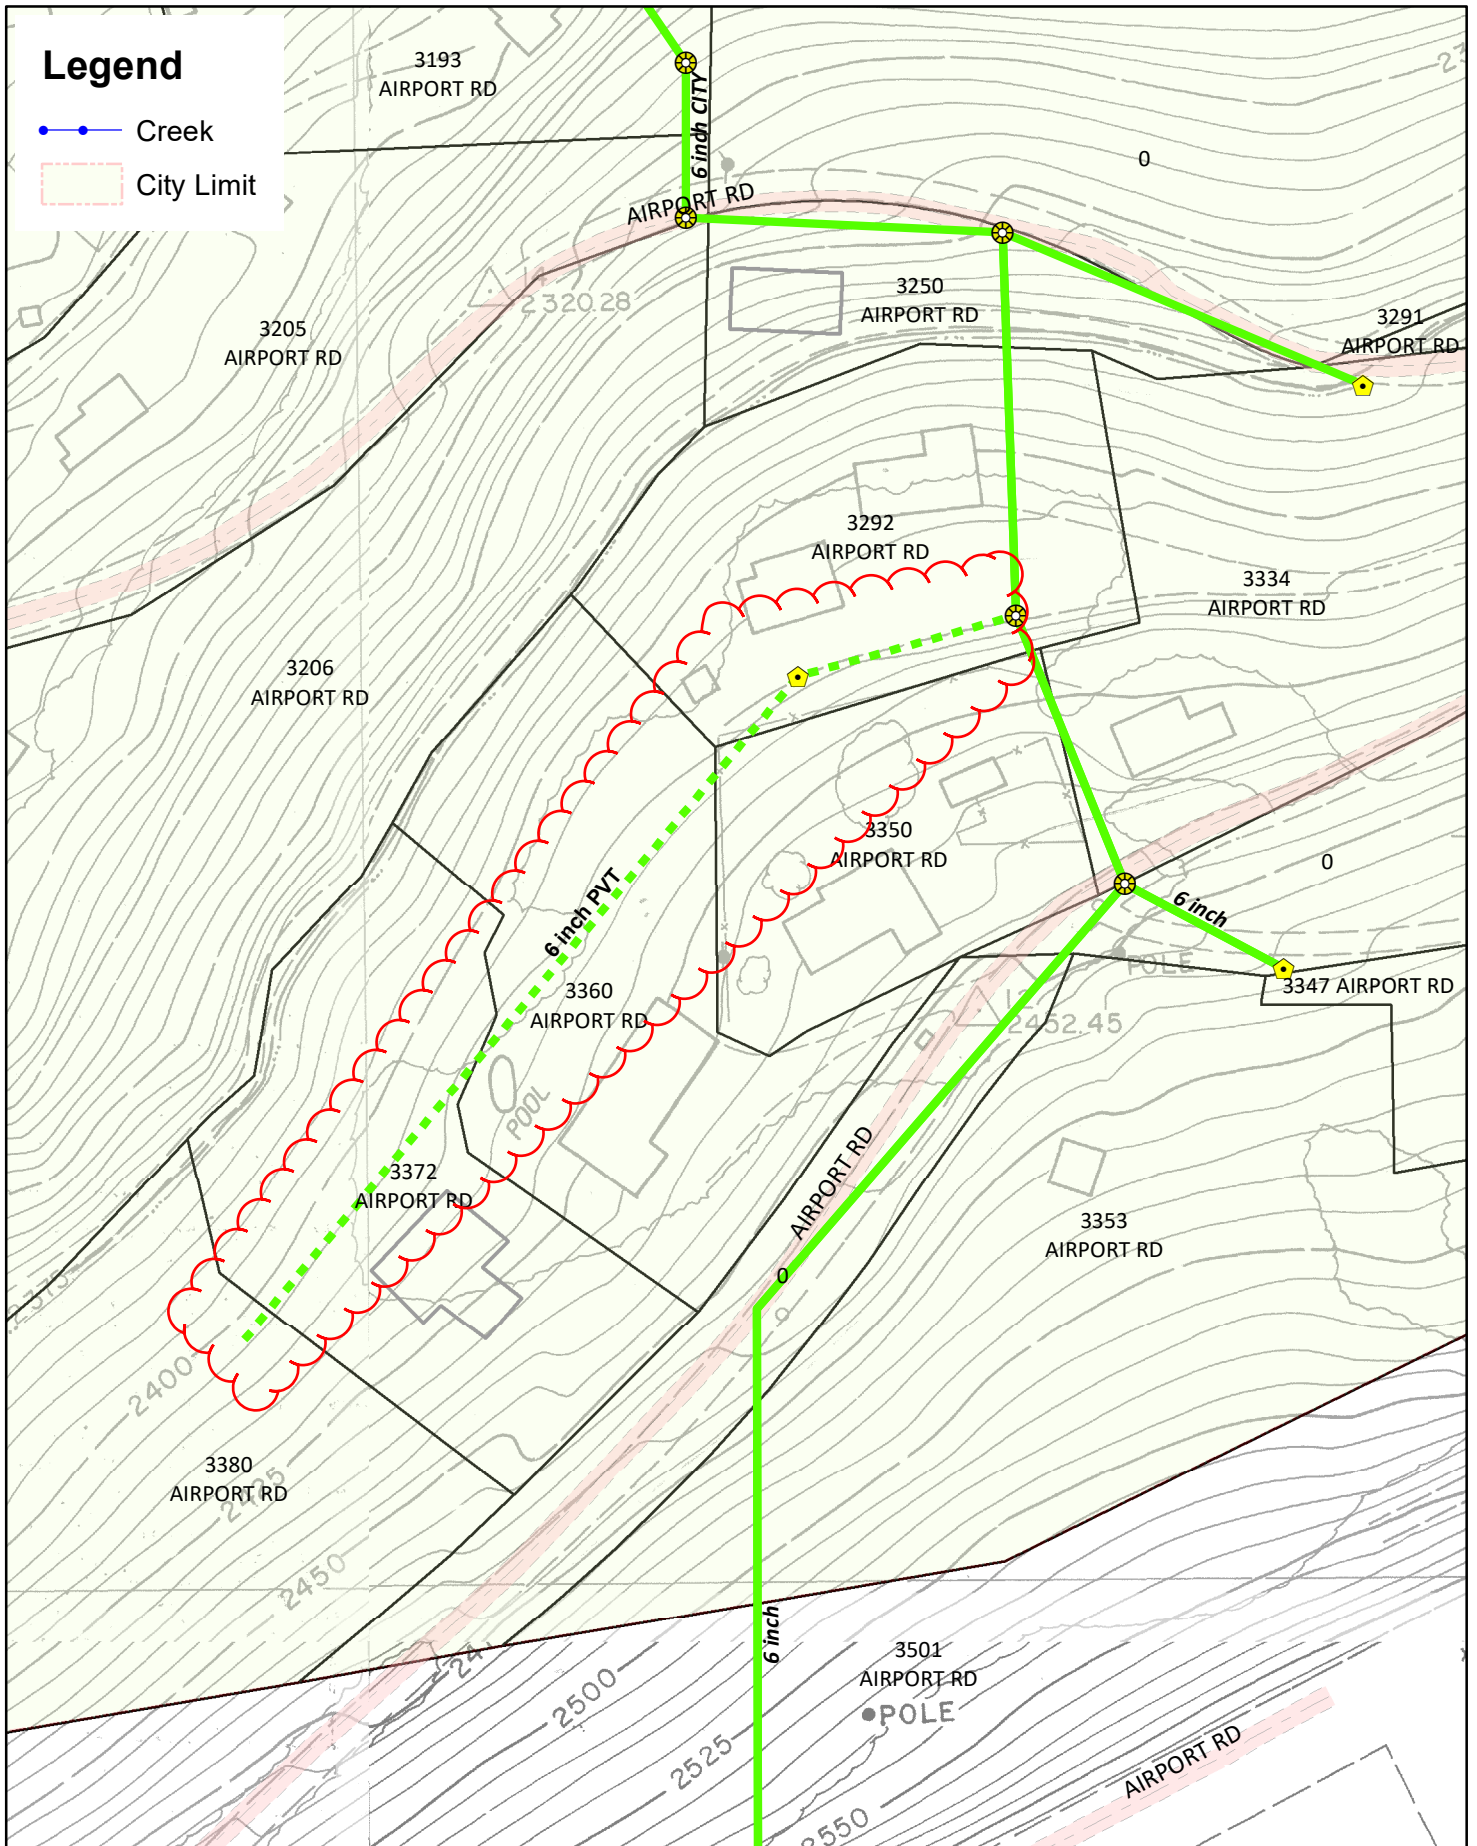 Legend
Creek
City Limit
3193
AIRPORT RD
6 inch CITY
0
AIRPORT RD
3250
AIRPORT RD
2320.28
3291
AIRPORT RD
3205
AIRPORT RD
3292
AIRPORT RD
3334
AIRPORT RD
3206
AIRPORT RD
3350
AIRPORT RD
0
6 inch PVT
6 inch
POLE
3347 AIRPORT RD
3360
AIRPORT RD
2452.45
POOL
3372
AIRPORT RD
AIRPORT RD
3353
AIRPORT RD
0
2375
2400
3380
AIRPORT RD
2425
2450
6 inch
3501
AIRPORT RD
POLE
2500
2525
AIRPORT RD
2550